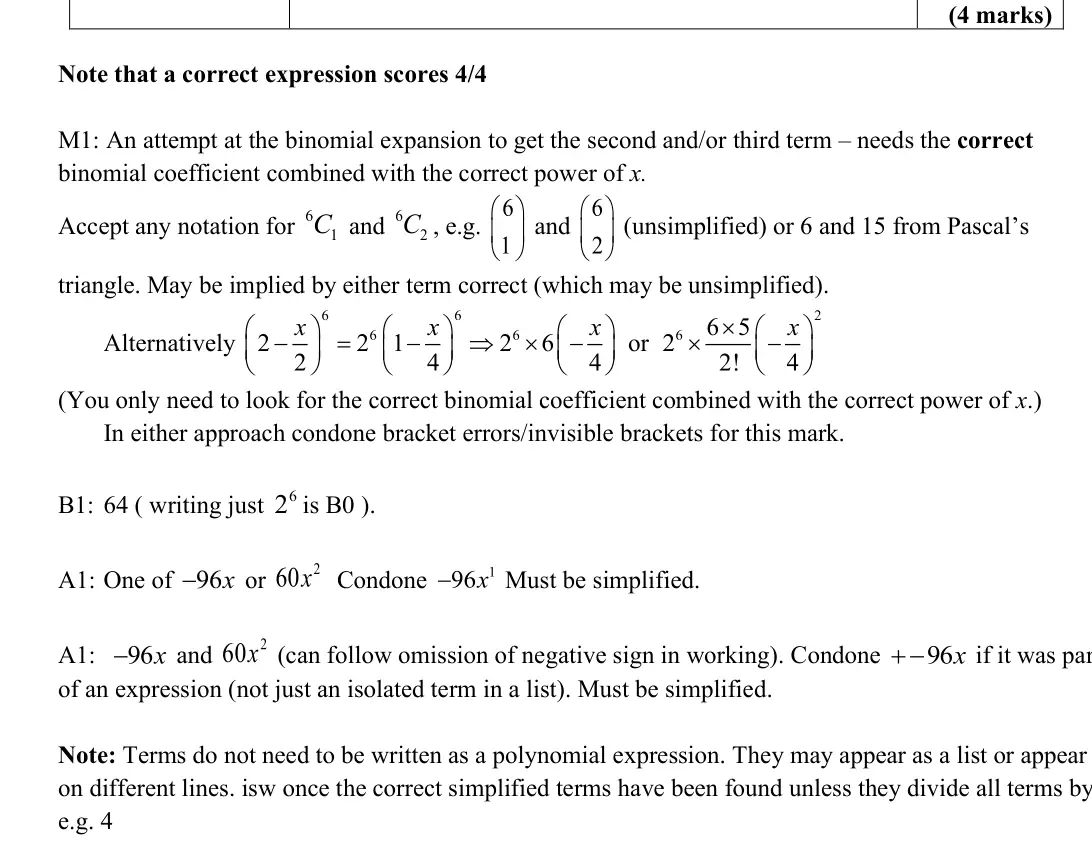 (4 marks)
Note that a correct expression scores 4/4
M1: An attempt at the binomial expansion to get the second and/or third term – needs the correct
binomial coefficient combined with the correct power of x.
Accept any notation for ⁶C₁ and ⁶C₂, e.g. (6 1) and (6 2) (unsimplified) or 6 and 15 from Pascal’s
triangle. May be implied by either term correct (which may be unsimplified).
Alternatively (2 − x/2)⁶ = 2⁶(1 − x/4)⁶ ⇒ 2⁶ × 6(− x/4) or 2⁶ × (6×5)/2! (− x/4)²
(You only need to look for the correct binomial coefficient combined with the correct power of x.)
In either approach condone bracket errors/invisible brackets for this mark.
B1: 64 ( writing just 2⁶ is B0 ).
A1: One of −96x or 60x² Condone −96x¹ Must be simplified.
A1: −96x and 60x² (can follow omission of negative sign in working). Condone +−96x if it was par
of an expression (not just an isolated term in a list). Must be simplified.
Note: Terms do not need to be written as a polynomial expression. They may appear as a list or appear
on different lines. isw once the correct simplified terms have been found unless they divide all terms by
e.g. 4